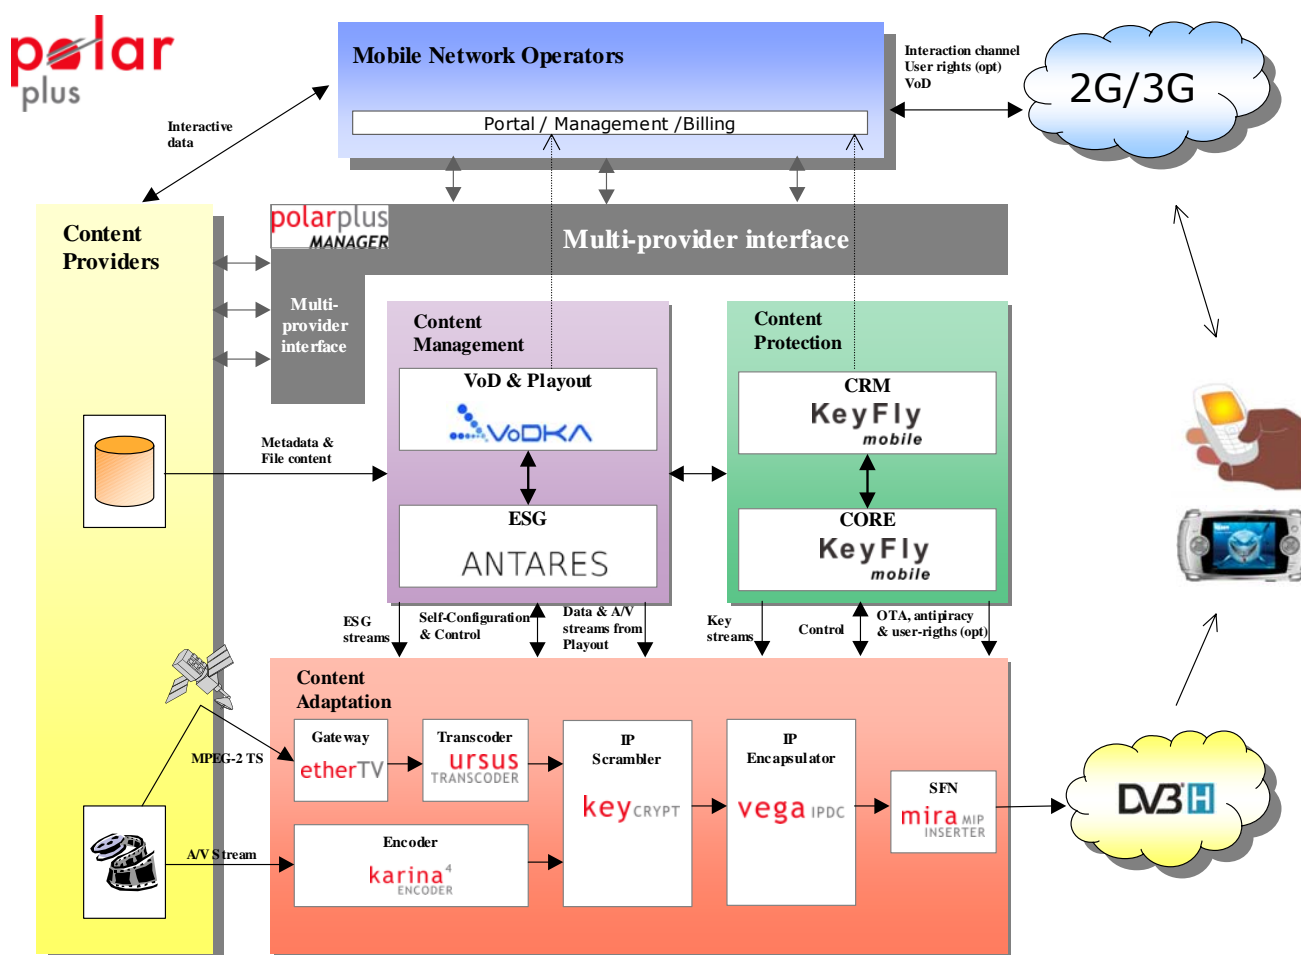 polar
plus
Mobile Network Operators
Portal / Management /Billing
Interaction channel
User rights (opt)
VoD
2G/3G
Interactive
data
Content
Providers
polarplus
MANAGER
Multi-provider interface
Multi-
provider
interface
Content
Management
VoD & Playout
VoDKA
ESG
ANTARES
Content
Protection
CRM
KeyFly
mobile
CORE
KeyFly
mobile
Metadata &
File content
ESG
streams
Self-Configuration
& Control
Data & A/V
streams from
Playout
Key
streams
Control
OTA, antipiracy
& user-rigths (opt)
Content
Adaptation
MPEG-2 TS
Gateway
etherTV
Transcoder
ursus
TRANSCODER
IP
Scrambler
keyCRYPT
IP
Encapsulator
vega IPDC
SFN
mira MIP
INSERTER
A/V Stream
Encoder
karina4
ENCODER
DVB H